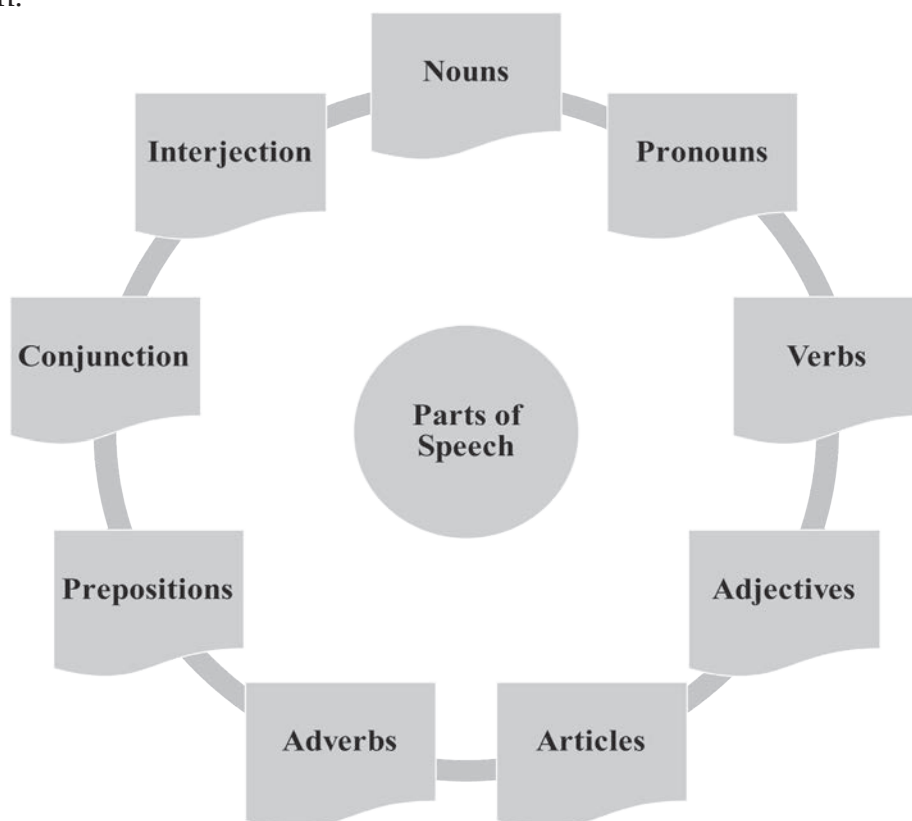 Nouns
Pronouns
Verbs
Adjectives
Articles
Adverbs
Prepositions
Conjunction
Interjection
Parts of
Speech